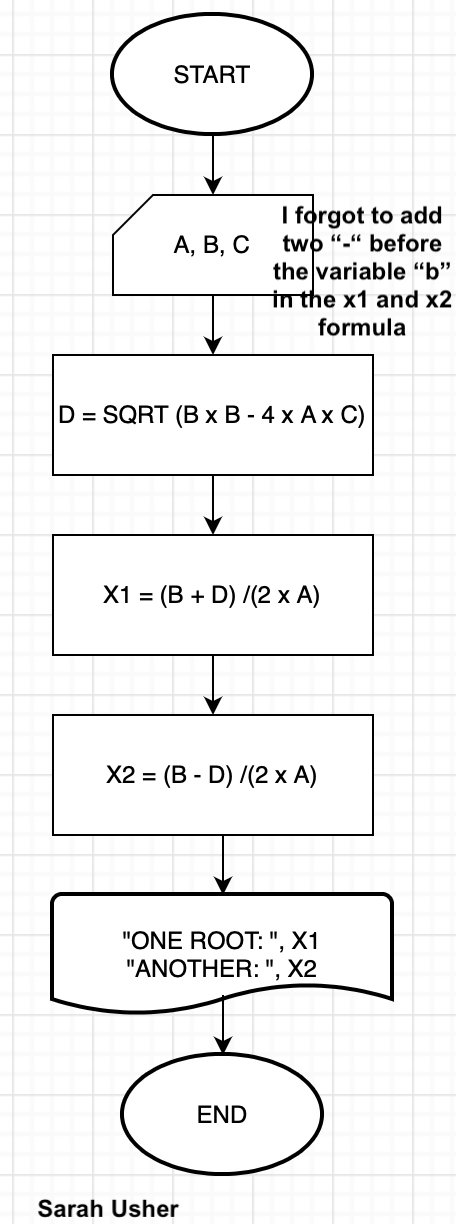 START
A, B, C
I forgot to add
two “-“ before
the variable “b”
in the x1 and x2
formula
D = SQRT (B x B - 4 x A x C)
X1 = (B + D) /(2 x A)
X2 = (B - D) /(2 x A)
"ONE ROOT: ", X1
"ANOTHER: ", X2
END
Sarah Usher